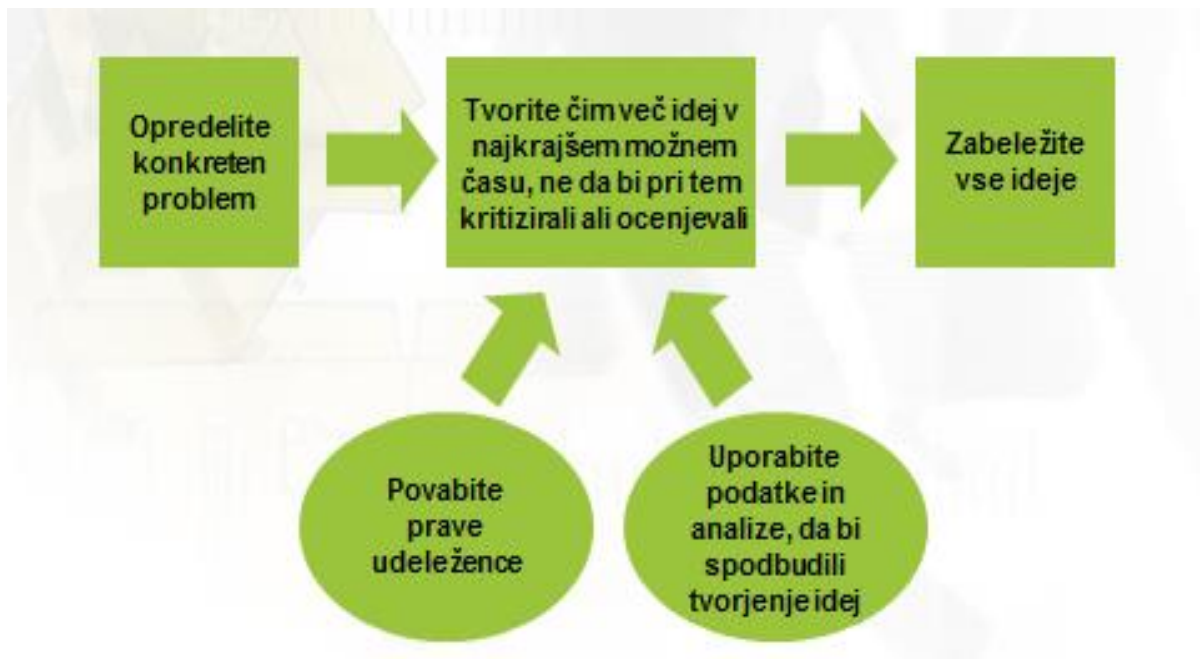 Opredelite
konkreten
problem
Tvorite čim več idej v
najkrajšem možnem
času, ne da bi pri tem
kritizirali ali ocenjevali
Zabeležite
vse ideje
Povabite
prave
udeležence
Uporabite
podatke in
analize, da bi
spodbudili
tvorjenje idej